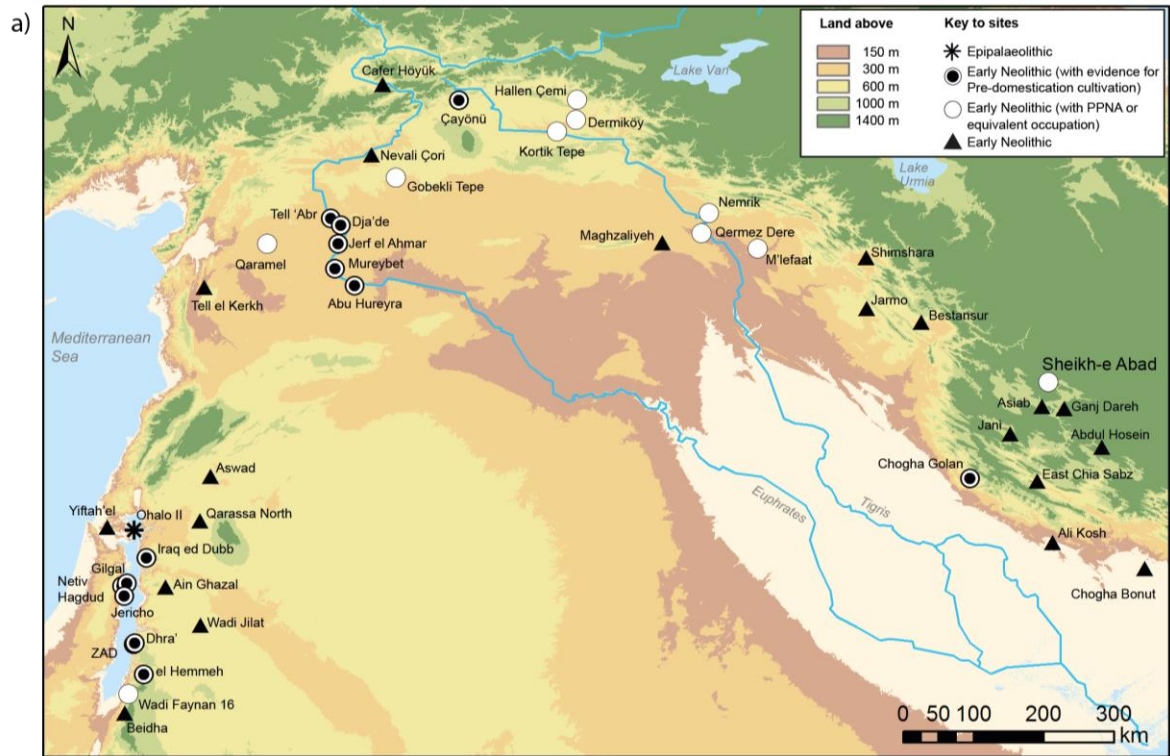 a)
N
Land above
150 m
300 m
600 m
1000 m
1400 m
Key to sites
Epipalaeolithic
Early Neolithic (with evidence for
Pre-domestication cultivation)
Early Neolithic (with PPNA or
equivalent occupation)
Early Neolithic
Lake Van
Lake
Urmia
Cafer Höyük
Çayönü
Hallen Çemi
Dermiköy
Kortik Tepe
Nevali Çori
Gobekli Tepe
Tell ‘Abr
Dja’de
Jerf el Ahmar
Mureybet
Abu Hureyra
Qaramel
Tell el Kerkh
Nemrik
Qermez Dere
Maghzaliyeh
M’lefaat
Shimshara
Jarmo
Bestansur
Mediterranean
Sea
Sheikh-e Abad
Asiab
Ganj Dareh
Jani
Abdul Hosein
Chogha Golan
East Chia Sabz
Ali Kosh
Chogha Bonut
Euphrates
Tigris
Aswad
Yiftah’el
Ohalo II
Qarassa North
Iraq ed Dubb
Gilgal
Netiv
Hagdud
Ain Ghazal
Jericho
Wadi Jilat
Dhra’
ZAD
el Hemmeh
Wadi Faynan 16
Beidha
0 50 100 200 300
km